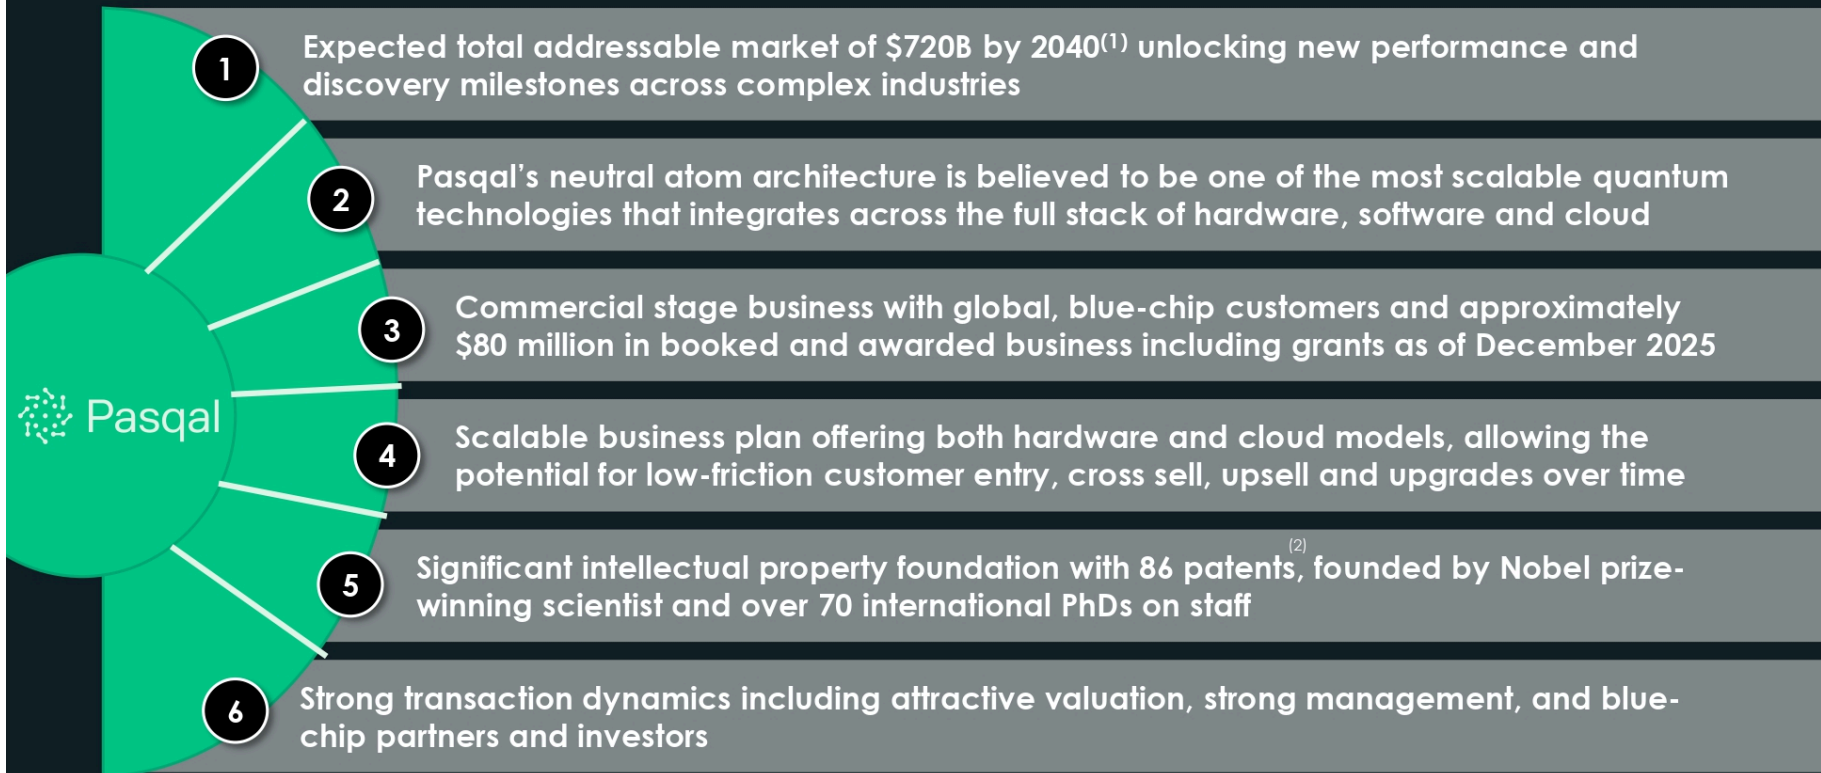 1
Expected total addressable market of $720B by 2040(1) unlocking new performance and
discovery milestones across complex industries
2
Pasqal's neutral atom architecture is believed to be one of the most scalable quantum
technologies that integrates across the full stack of hardware, software and cloud
3
Commercial stage business with global, blue-chip customers and approximately
$80 million in booked and awarded business including grants as of December 2025
Pasqal
4
Scalable business plan offering both hardware and cloud models, allowing the
potential for low-friction customer entry, cross sell, upsell and upgrades over time
5
Significant intellectual property foundation with 86 patents,(2) founded by Nobel prize-
winning scientist and over 70 international PhDs on staff
6
Strong transaction dynamics including attractive valuation, strong management, and blue-
chip partners and investors